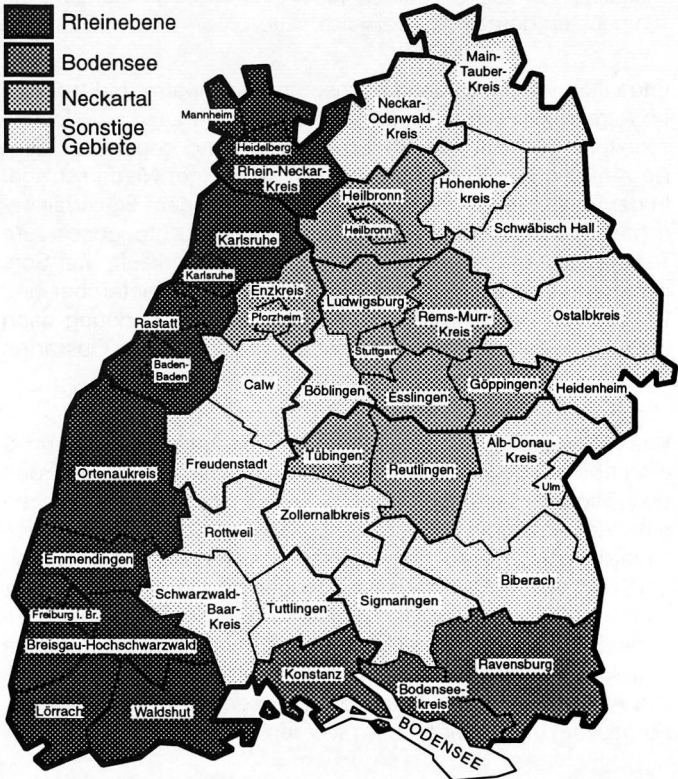 Rheinebene
Bodensee
Neckartal
Sonstige
Gebiete
Main-
Tauber-
Kreis
Neckar-
Odenwald-
Kreis
Mannheim
Heidelberg
Rhein-Neckar-
Kreis
Heilbronn
Heilbronn
Hohenlohe-
kreis
Schwäbisch Hall
Karlsruhe
Karlsruhe
Enzkreis
Pforzheim
Ludwigsburg
Rems-Murr-
Kreis
Ostalbkreis
Rastatt
Baden-
Baden
Calw
Böblingen
Stuttgart
Esslingen
Göppingen
Heidenheim
Ortenaukreis
Freudenstadt
Tübingen
Reutlingen
Alb-Donau-
Kreis
Ulm
Rottweil
Zollernalbkreis
Emmendingen
Freiburg i. Br.
Schwarzwald-
Baar-
Kreis
Tuttlingen
Sigmaringen
Biberach
Breisgau-Hochschwarzwald
Konstanz
Bodensee-
kreis
Ravensburg
Lörrach
Waldshut
BODENSEE